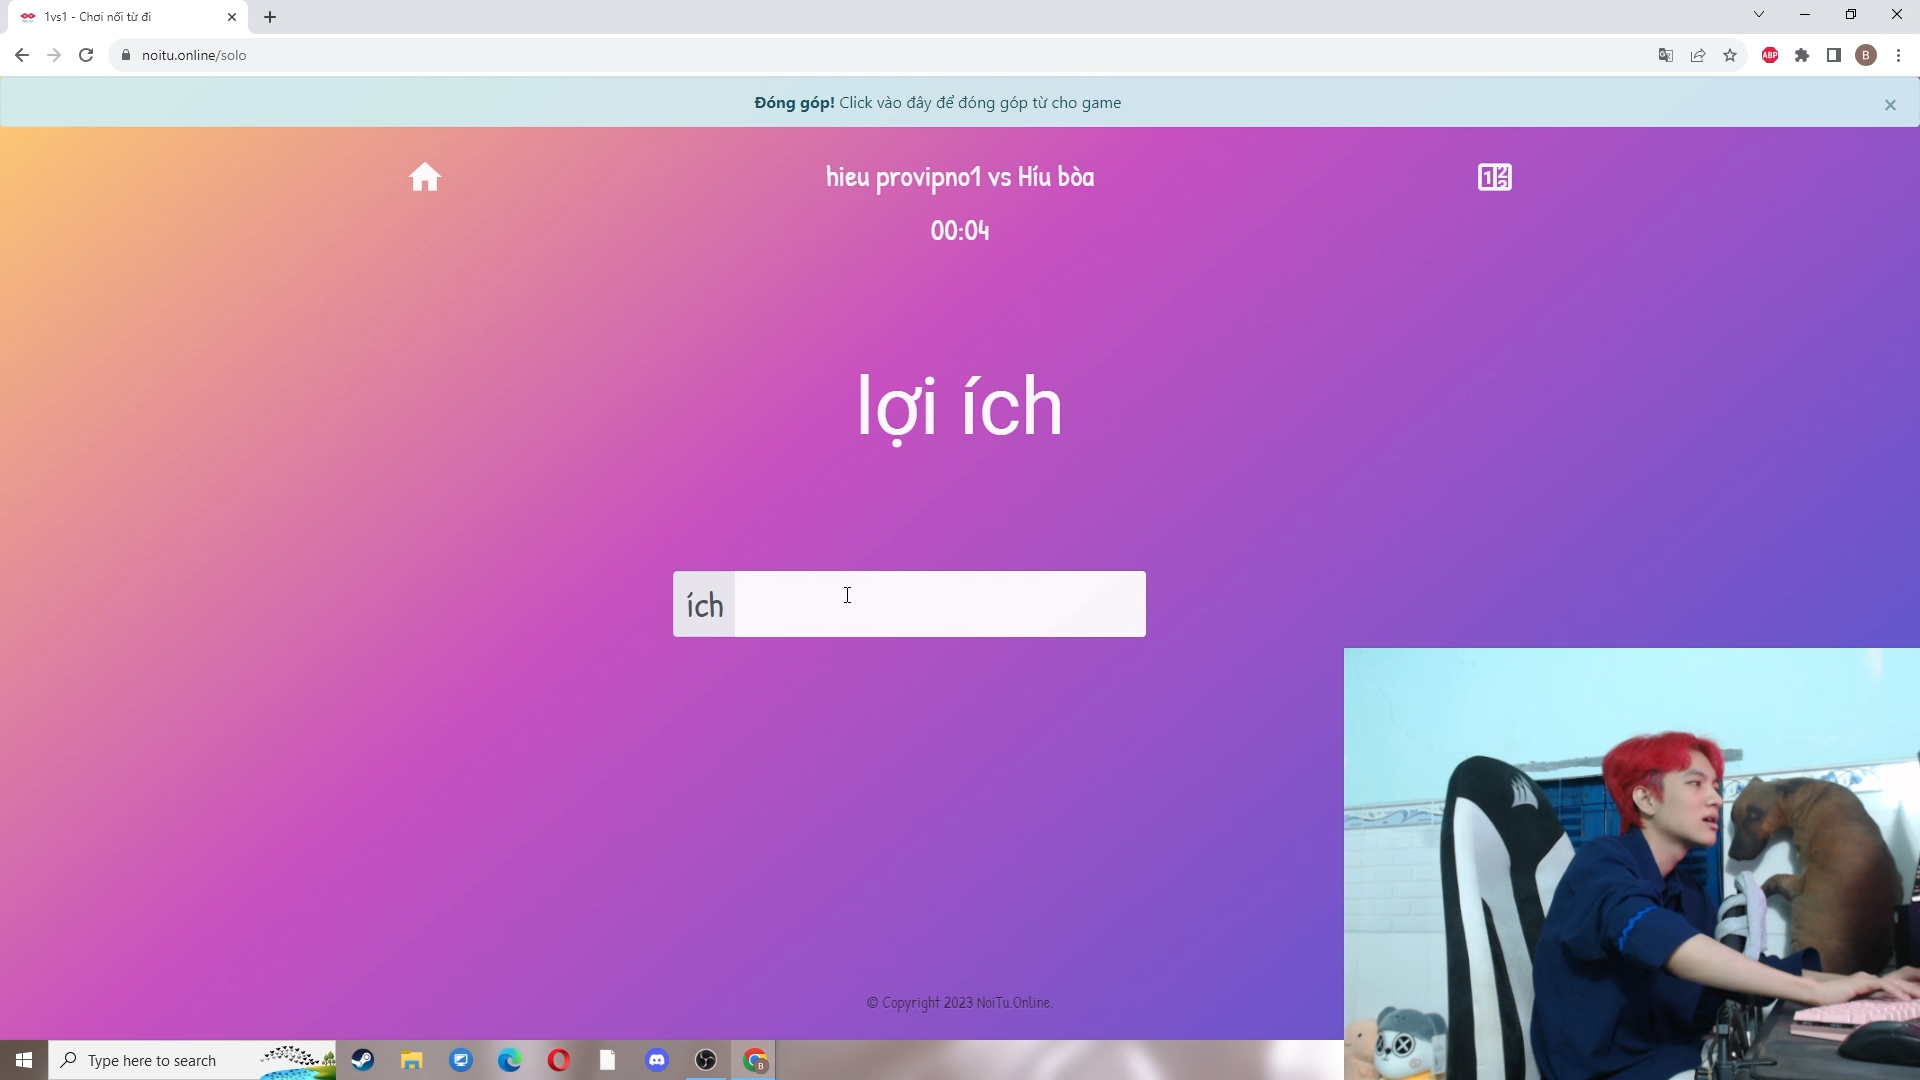 1vs1 - Chơi nối từ đi
noitu.online/solo
ABP
B
Đóng góp! Click vào đây để đóng góp từ cho game
hieu provipno1 vs Híu bòa
00:04
lợi ích
ích
© Copyright 2023 NoiTu.Online.
Type here to search